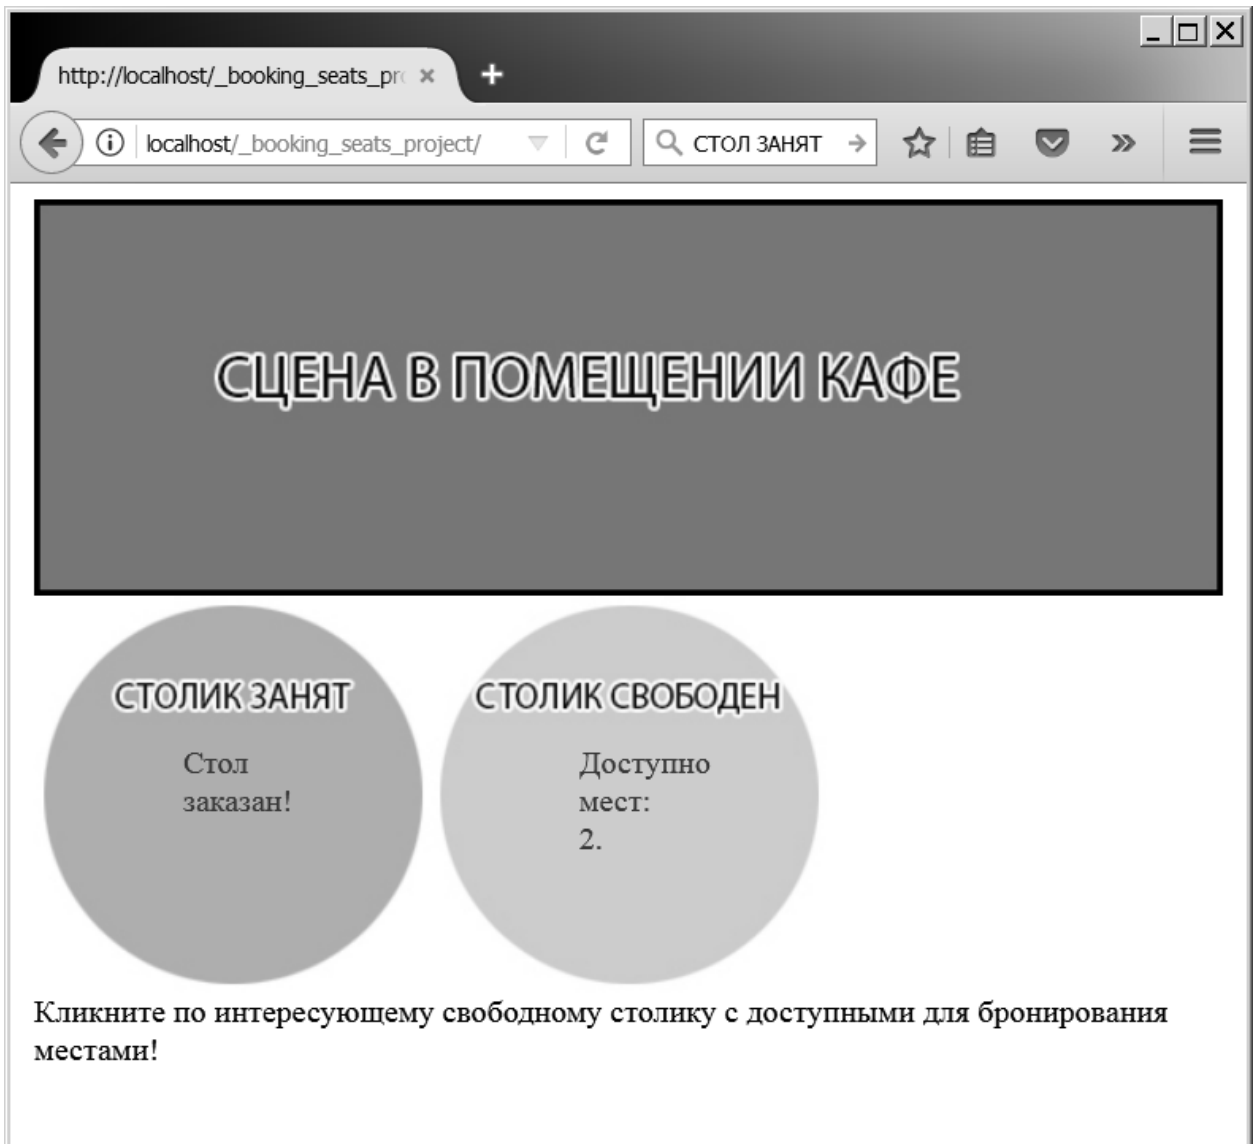 http://localhost/_booking_seats_pro
localhost/_booking_seats_project/
СТОЛ ЗАНЯТ
СЦЕНА В ПОМЕЩЕНИИ КАФЕ
СТОЛИК ЗАНЯТ
Стол
заказан!
СТОЛИК СВОБОДЕН
Доступно
мест:
2.
Кликните по интересующему свободному столику с доступными для бронирования
местами!